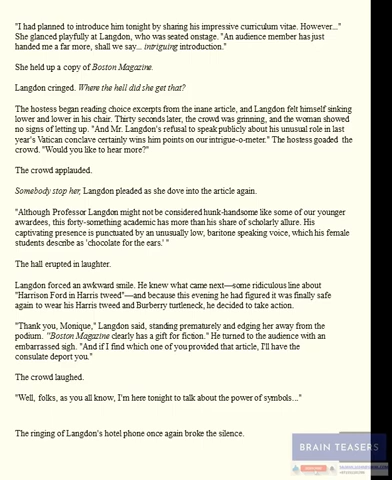 "I had planned to introduce him tonight by sharing his impressive curriculum vitae. However..."
She glanced playfully at Langdon, who was seated onstage. "An audience member has just
handed me a far more, shall we say... intriguing introduction."
She held up a copy of Boston Magazine.
Langdon cringed. Where the hell did she get that?
The hostess began reading choice excerpts from the inane article, and Langdon felt himself sinking
lower and lower in his chair. Thirty seconds later, the crowd was grinning, and the woman showed
no signs of letting up. "And Mr. Langdon's refusal to speak publicly about his unusual role in last
year's Vatican conclave certainly wins him points on our intrigue-o-meter." The hostess goaded the
crowd. "Would you like to hear more?"
The crowd applauded.
Somebody stop her, Langdon pleaded as she dove into the article again.
"Although Professor Langdon might not be considered hunk-handsome like some of our younger
awardees, this forty-something academic has more than his share of scholarly allure. His
captivating presence is punctuated by an unusually low, baritone speaking voice, which his female
students describe as 'chocolate for the ears.' "
The hall erupted in laughter.
Langdon forced an awkward smile. He knew what came next—some ridiculous line about
"Harrison Ford in Harris tweed"—and because this evening he had figured it was finally safe
again to wear his Harris tweed and Burberry turtleneck, he decided to take action.
"Thank you, Monique," Langdon said, standing prematurely and edging her away from the
podium. "Boston Magazine clearly has a gift for fiction." He turned to the audience with an
embarrassed sigh. "And if I find which one of you provided that article, I'll have the
consulate deport you."
The crowd laughed.
"Well, folks, as you all know, I'm here tonight to talk about the power of symbols..."
The ringing of Langdon's hotel phone once again broke the silence.
BRAIN TEASERS